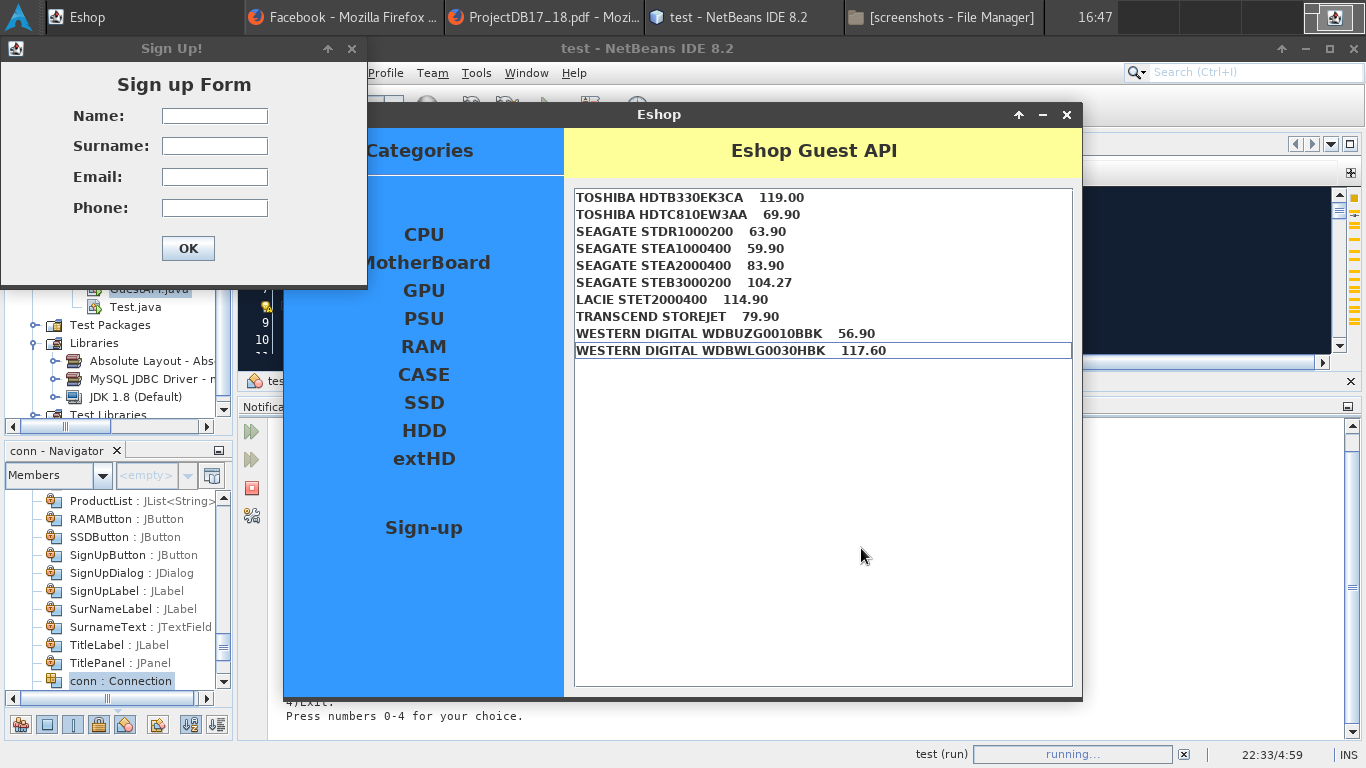 Eshop
Facebook - Mozilla Firefox ...
ProjectDB17_18.pdf - Mozi...
test - NetBeans IDE 8.2
[screenshots - File Manager]
16:47
Sign Up!
test - NetBeans IDE 8.2
Profile Team Tools Window Help
Search (Ctrl+I)
Sign up Form
Name:
Surname:
Email:
Phone:
OK
Eshop
Categories
Eshop Guest API
CPU
MotherBoard
GPU
PSU
RAM
CASE
SSD
HDD
extHD
Sign-up
TOSHIBA HDTB330EK3CA 119.00
TOSHIBA HDTC810EW3AA 69.90
SEAGATE STDR1000200 63.90
SEAGATE STEA1000400 59.90
SEAGATE STEA2000400 83.90
SEAGATE STEB3000200 104.27
LACIE STET2000400 114.90
TRANSCEND STOREJET 79.90
WESTERN DIGITAL WDBUZG0010BBK 56.90
WESTERN DIGITAL WDBWLG0030HBK 117.60
GuestAPI.java
Test.java
Test Packages
Libraries
Absolute Layout - Abs
MySQL JDBC Driver - m
JDK 1.8 (Default)
Test Libraries
9
10
tes
Notifica
conn - Navigator
Members
<empty>
ProductList : JList<String>
RAMButton : JButton
SSDButton : JButton
SignUpButton : JButton
SignUpDialog : JDialog
SignUpLabel : JLabel
SurNameLabel : JLabel
SurnameText : JTextField
TitleLabel : JLabel
TitlePanel : JPanel
conn : Connection
4)Exit.
Press numbers 0-4 for your choice.
test (run)
running...
22:33/4:59
INS